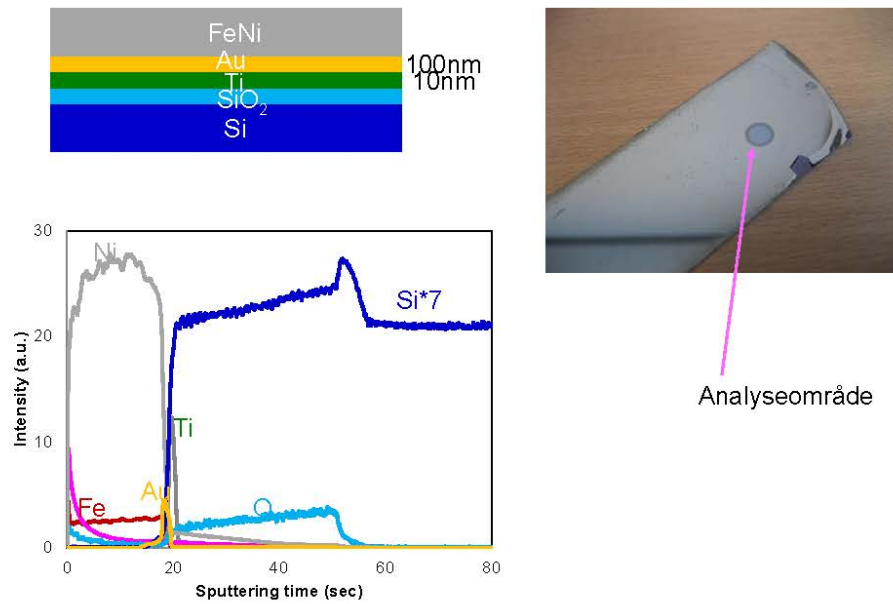 FeNi
Au
100nm
Ti
10nm
SiO₂
Si
Analyseområde
30
20
10
0
Intensity (a.u.)
Ni
Si*7
Ti
Au
Fe
O
0
20
40
60
80
Sputtering time (sec)